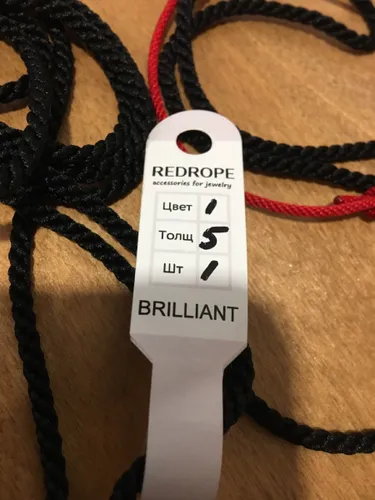 REDROPE
accessories for jewelry
Цвет 1
Толщ 5
Шт 1
BRILLIANT